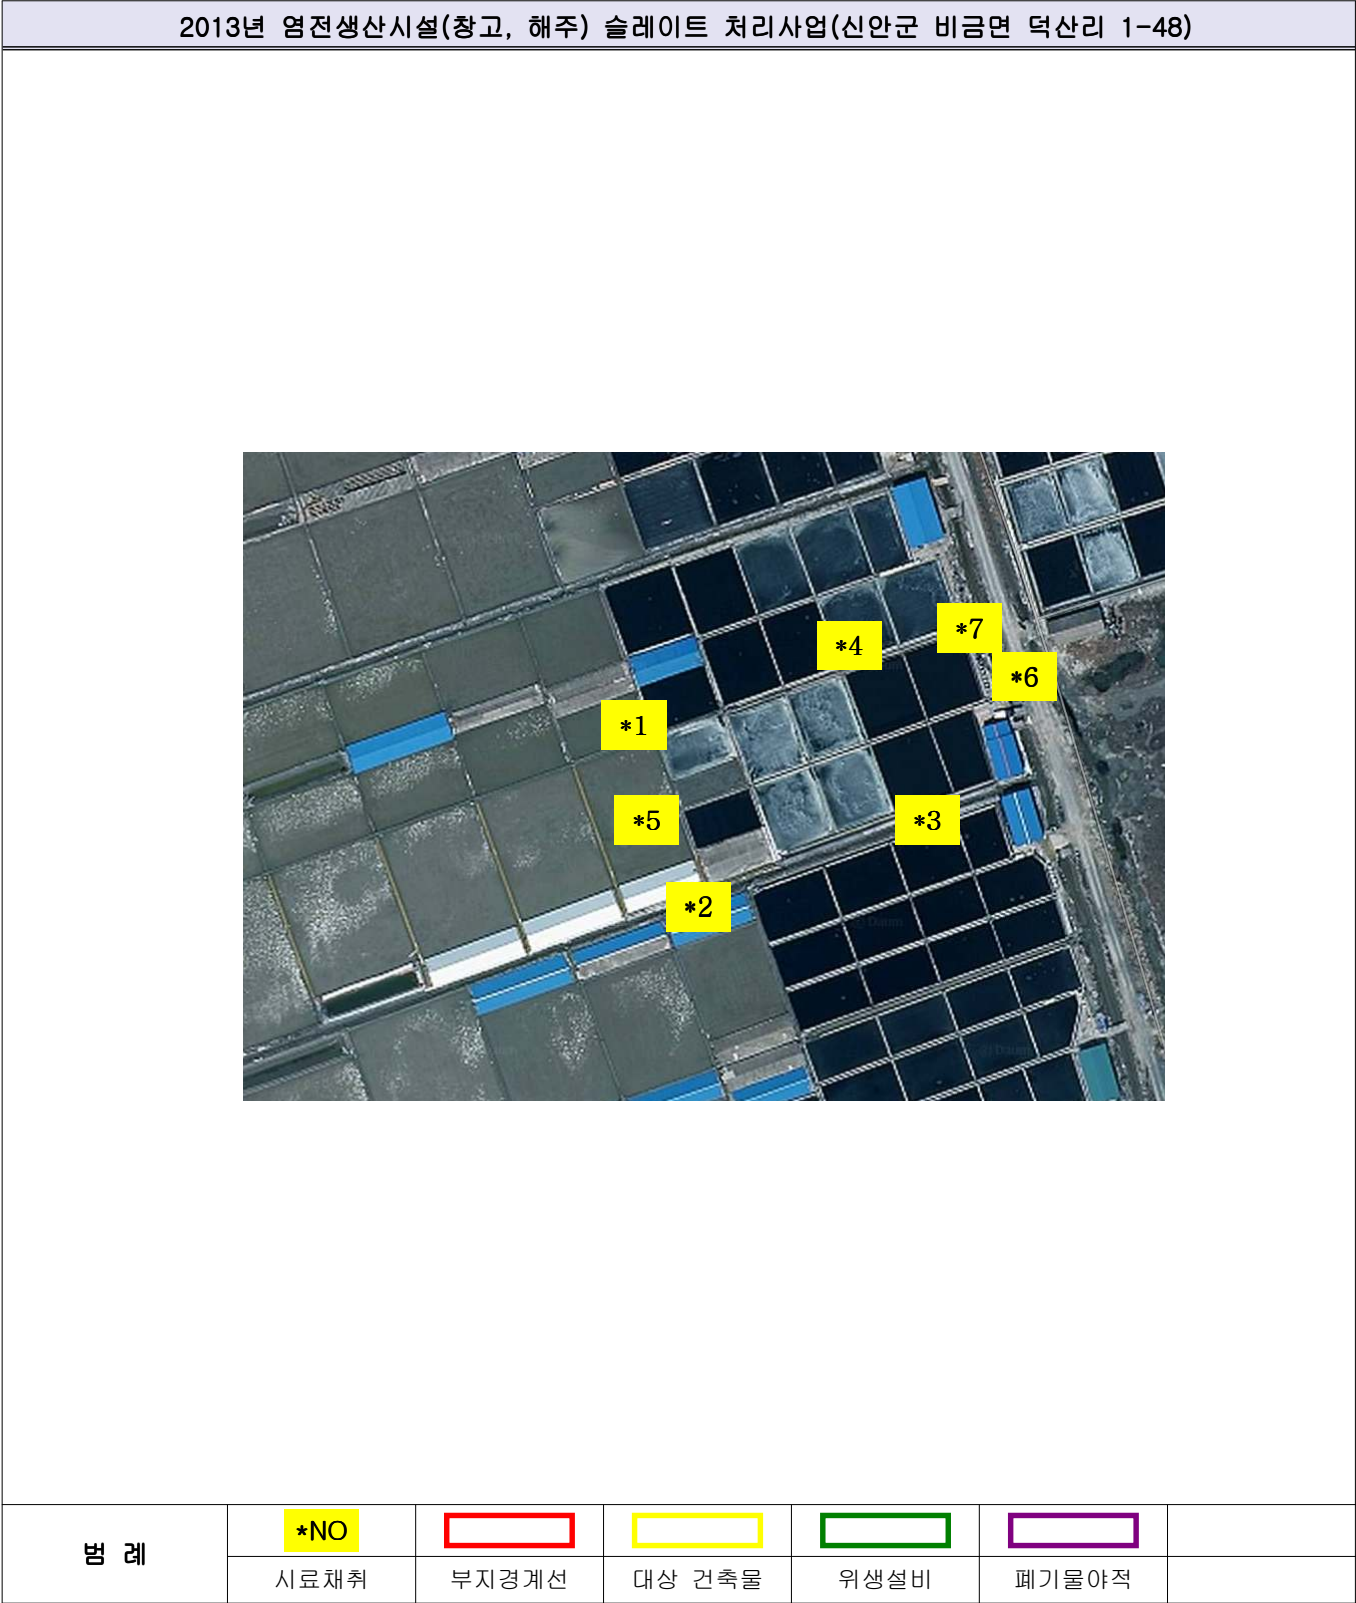 2013년 염전생산시설(창고, 해주) 슬레이트 처리사업(신안군 비금면 덕산리 1-48)
*7
*4
*6
*1
*5
*3
*2
Daum
Daum
범 례
*NO
시료채취
부지경계선
대상 건축물
위생설비
폐기물야적